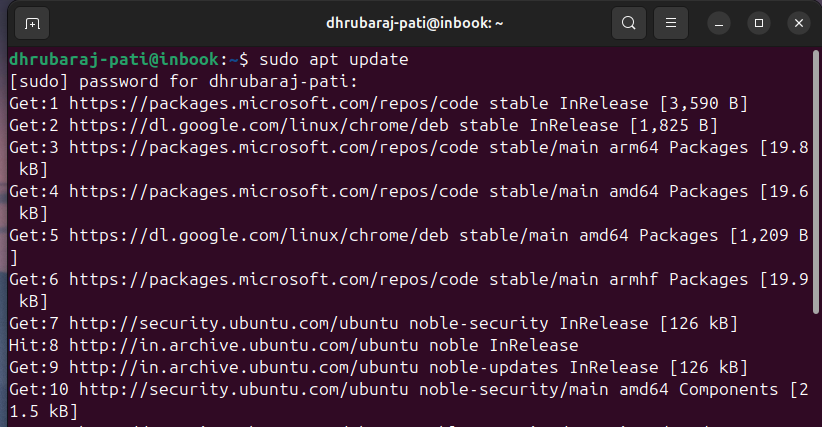 dhrubaraj-pati@inbook: ~
dhrubaraj-pati@inbook:~$ sudo apt update
[sudo] password for dhrubaraj-pati:
Get:1 https://packages.microsoft.com/repos/code stable InRelease [3,590 B]
Get:2 https://dl.google.com/linux/chrome/deb stable InRelease [1,825 B]
Get:3 https://packages.microsoft.com/repos/code stable/main arm64 Packages [19.8
 kB]
Get:4 https://packages.microsoft.com/repos/code stable/main amd64 Packages [19.6
 kB]
Get:5 https://dl.google.com/linux/chrome/deb stable/main amd64 Packages [1,209 B
]
Get:6 https://packages.microsoft.com/repos/code stable/main armhf Packages [19.9
 kB]
Get:7 http://security.ubuntu.com/ubuntu noble-security InRelease [126 kB]
Hit:8 http://in.archive.ubuntu.com/ubuntu noble InRelease
Get:9 http://in.archive.ubuntu.com/ubuntu noble-updates InRelease [126 kB]
Get:10 http://security.ubuntu.com/ubuntu noble-security/main amd64 Components [2
1.5 kB]